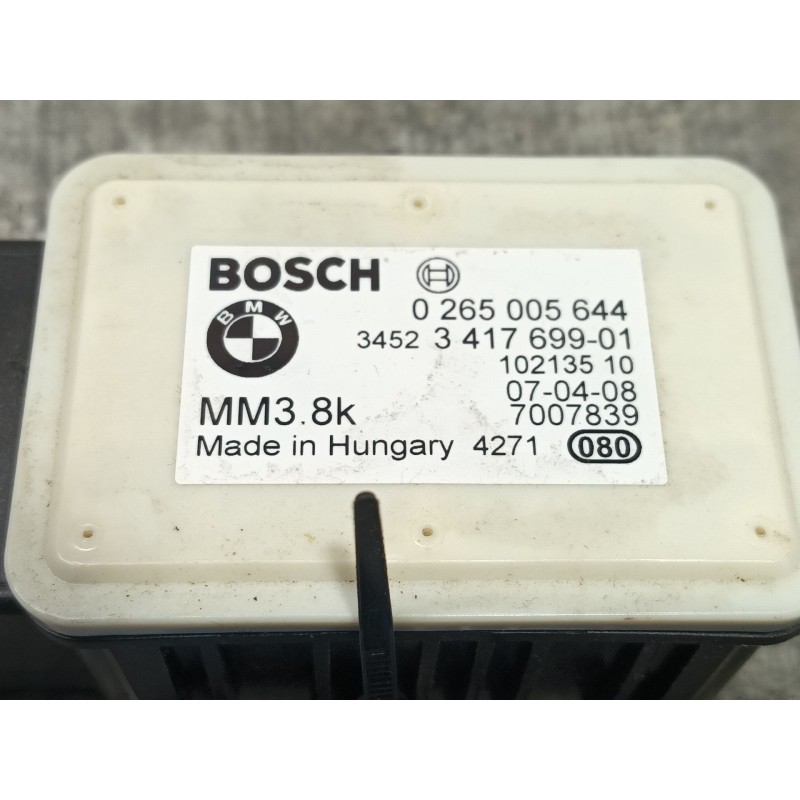 BOSCH
0 265 005 644
BMW
3452 3 417 699-01
102135 10
07-04-08
MM3.8k 7007839
Made in Hungary 4271 080